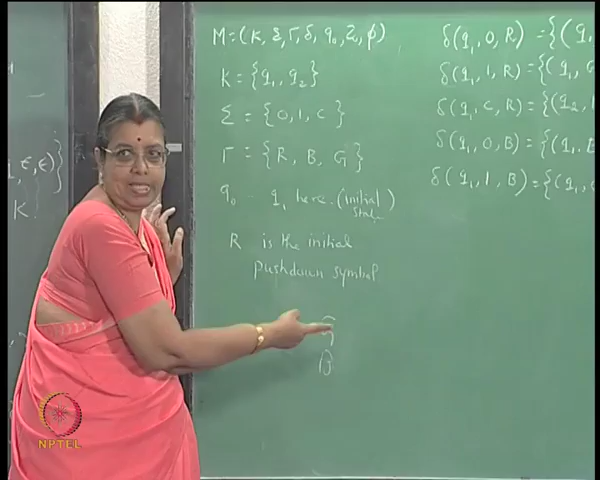 M = (K, Σ, Γ, δ, q₀, Z₀, φ)
K = {q₁, q₂}
Σ = {0, 1, C}
Γ = {R, B, G}
q₀ - q₁ here. (initial state)
R is the initial
pushdown symbol
G
B
δ(q₁, 0, R) = {(q₁
δ(q₁, 1, R) = {(q₁, G
δ(q₁, C, R) = {(q₂,
δ(q₁, 0, B) = {(q₁, B
δ(q₁, 1, B) = {(q₁, G
, ε, ε)}
K
NPTEL